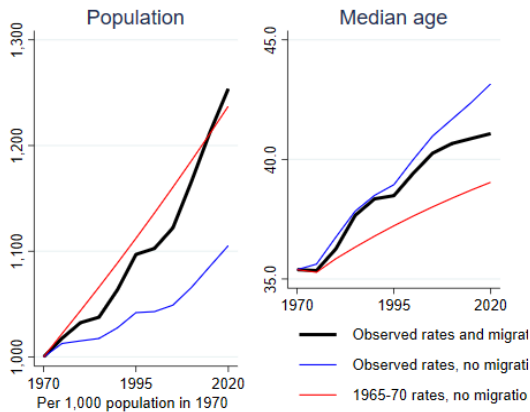 Population
1,300
1,200
1,100
1,000
1970
1995
2020
Per 1,000 population in 1970
Median age
45.0
40.0
35.0
1970
1995
2020
Observed rates and migrat
Observed rates, no migratio
1965-70 rates, no migratio